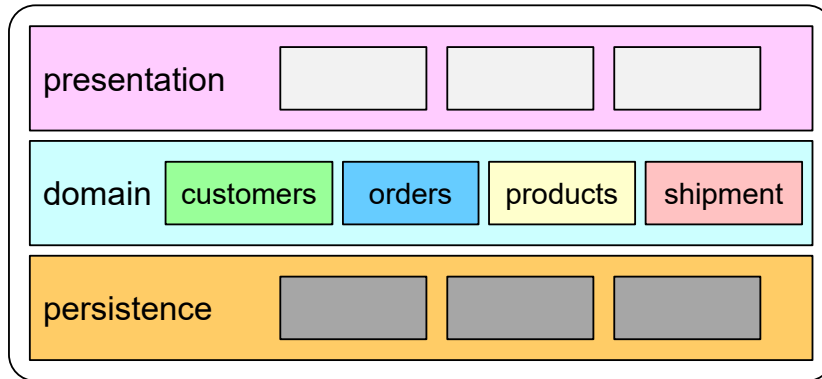 presentation
domain
customers
orders
products
shipment
persistence